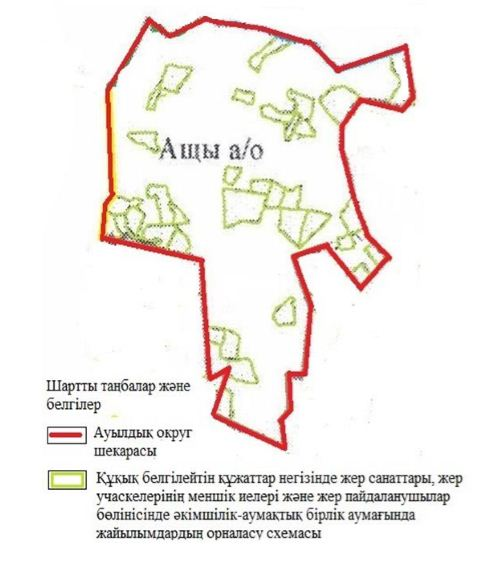 Ащы а/о
Шартты таңбалар және
белгілер
Ауылдық округ
шекарасы
Құқық белгілейтін құжаттар негізінде жер санаттары, жер
учаскелерінің меншік иелері және жер пайдаланушылар
бөлінісінде әкімшілік-аумақтық бірлік аумағында
жайылымдардың орналасу схемасы